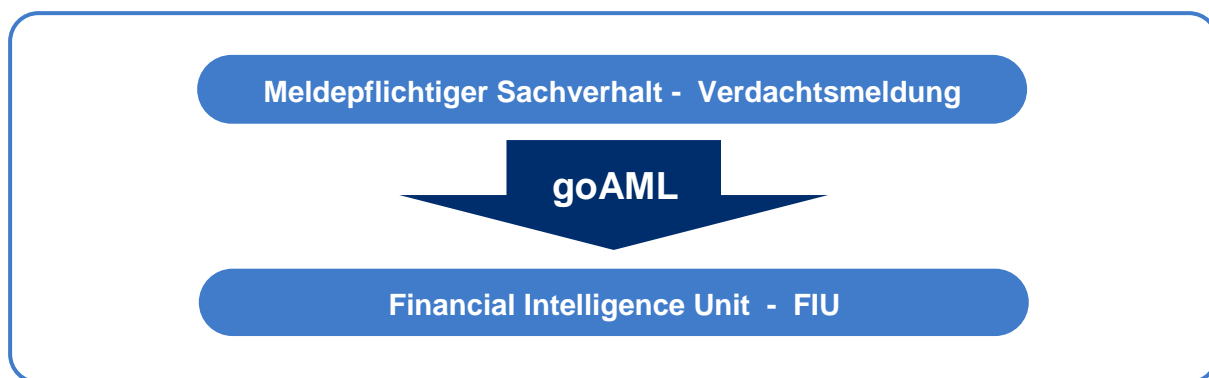 Meldepflichtiger Sachverhalt - Verdachtsmeldung
goAML
Financial Intelligence Unit - FIU